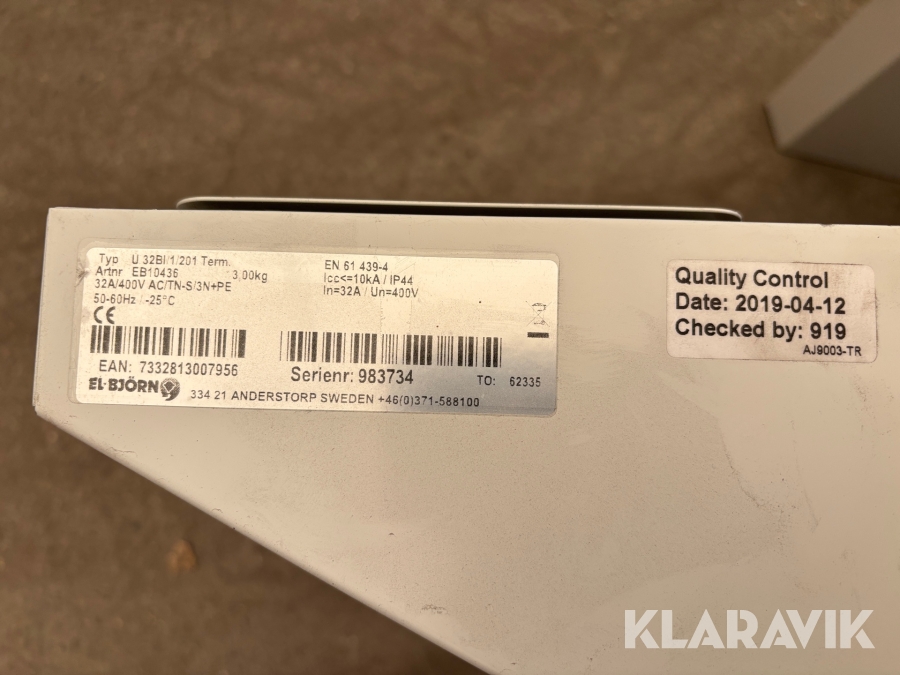 Typ U 32BI/1/201 Term.
Artnr EB10436 3,00kg
32A/400V AC/TN-S/3N+PE
50-60Hz / -25°C
CE
EN 61 439-4
Icc<=10kA / IP44
In=32A / Un=400V
EAN: 7332813007956
Serienr: 983734
TO: 62335
EL-BJÖRN
334 21 ANDERSTORP SWEDEN +46(0)371-588100
Quality Control
Date: 2019-04-12
Checked by: 919
AJ9003-TR
KLARAVIK